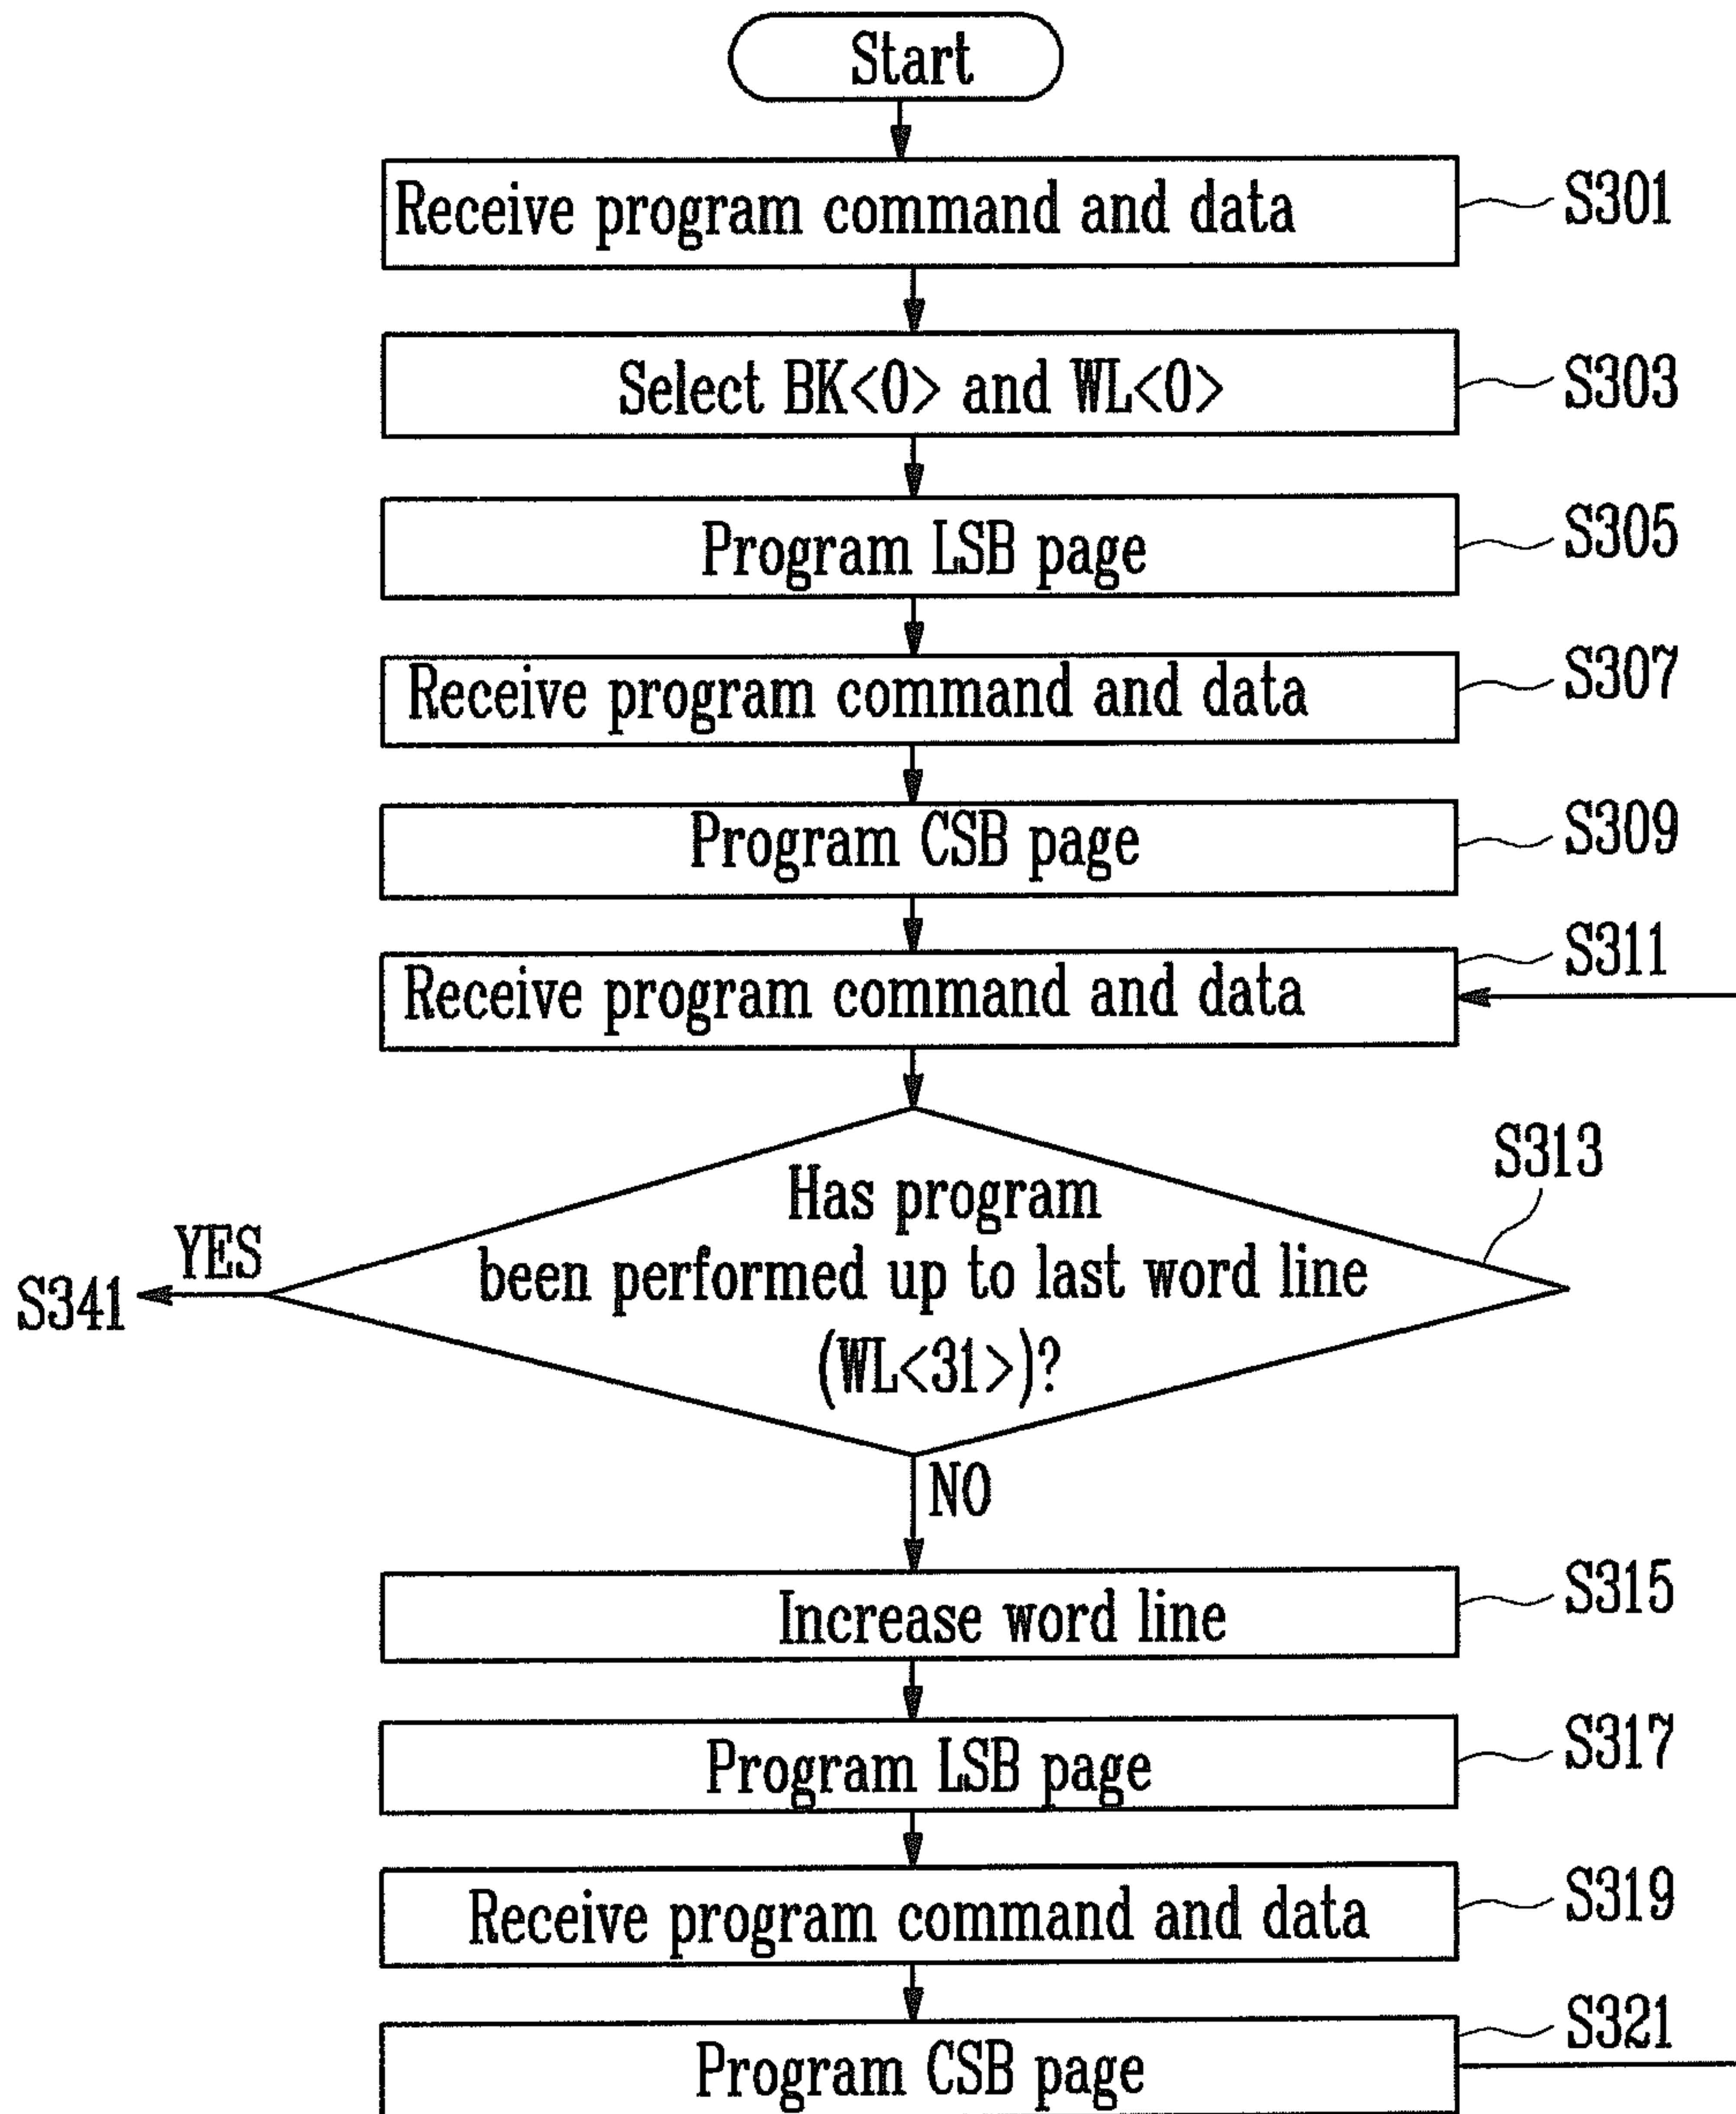 Start
Receive program command and data
S301
Select BK<0> and WL<0>
S303
Program LSB page
S305
Receive program command and data
S307
Program CSB page
S309
Receive program command and data
S311
Has program
been performed up to last word line
(WL<31>)?
S313
YES
S341
NO
Increase word line
S315
Program LSB page
S317
Receive program command and data
S319
Program CSB page
S321